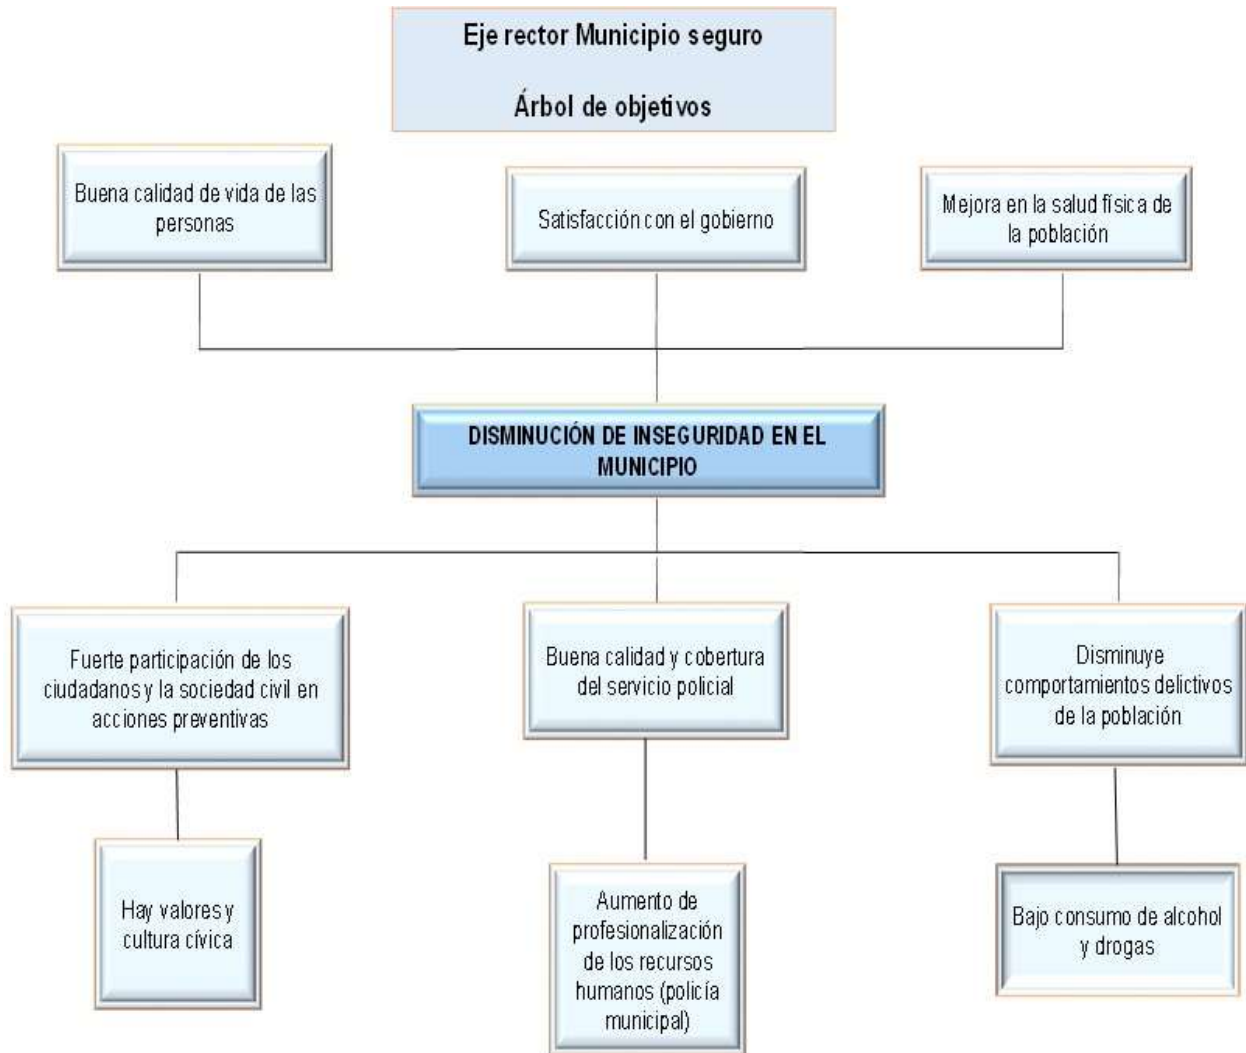 Eje rector Municipio seguro
Árbol de objetivos
Buena calidad de vida de las
personas
Satisfacción con el gobierno
Mejora en la salud física de
la población
DISMINUCIÓN DE INSEGURIDAD EN EL
MUNICIPIO
Fuerte participación de los
ciudadanos y la sociedad civil en
acciones preventivas
Buena calidad y cobertura
del servicio policial
Disminuye
comportamientos delictivos
de la población
Hay valores y
cultura cívica
Aumento de
profesionalización
de los recursos
humanos (policía
municipal)
Bajo consumo de alcohol
y drogas